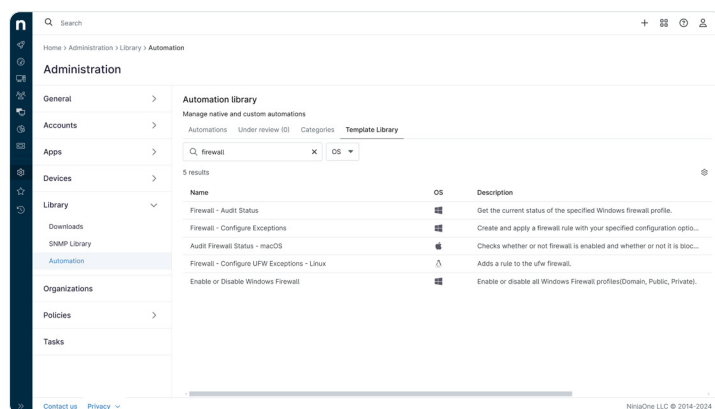 n
Search
Home > Administration > Library > Automation
Administration
General
Accounts
Apps
Devices
Library
Downloads
SNMP Library
Automation
Organizations
Policies
Tasks
Automation library
Manage native and custom automations
Automations Under review (0) Categories Template Library
firewall OS
5 results
Name OS Description
Firewall - Audit Status Get the current status of the specified Windows firewall profile.
Firewall - Configure Exceptions Create and apply a firewall rule with your specified configuration optio...
Audit Firewall Status - macOS Checks whether or not firewall is enabled and whether or not it is bloc...
Firewall - Configure UFW Exceptions - Linux Adds a rule to the ufw firewall.
Enable or Disable Windows Firewall Enable or disable all Windows Firewall profiles(Domain, Public, Private).
Contact us Privacy NinjaOne LLC © 2014-2024